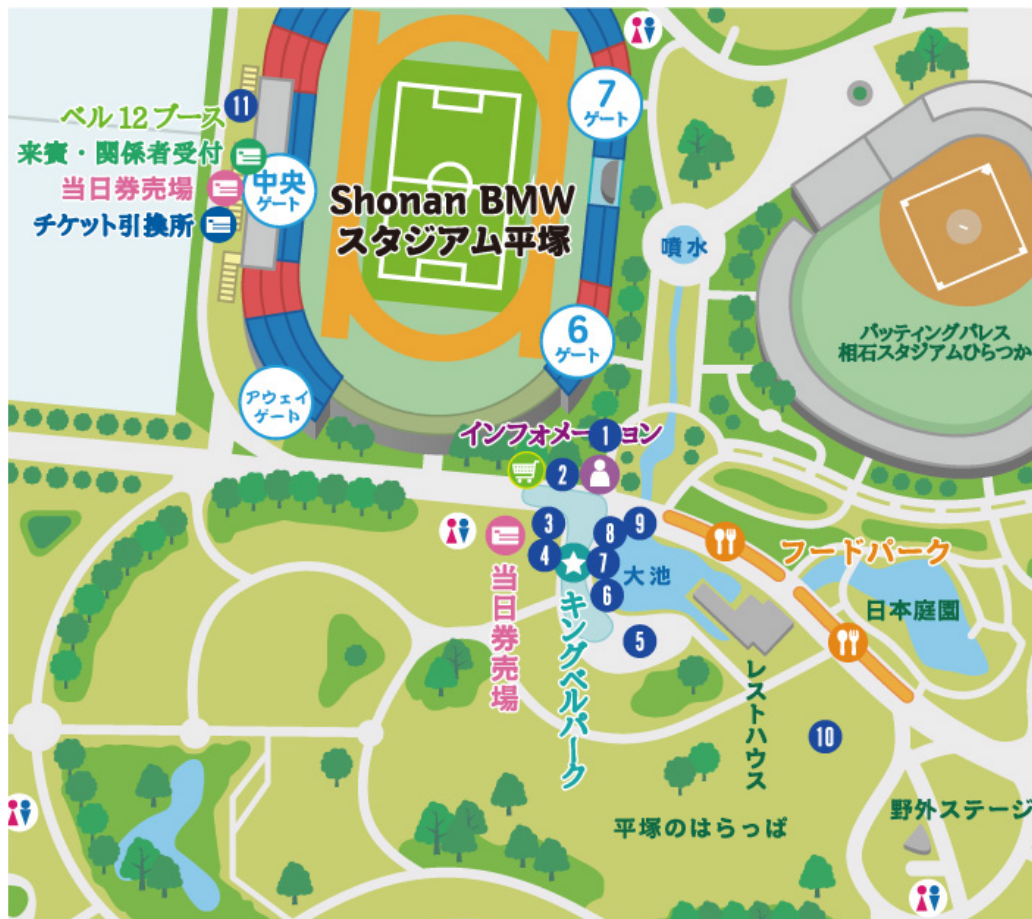 7
ゲート
11
ベル12ブース
来賓・関係者受付
当日券売場
チケット引換所
中央
ゲート
Shonan BMW
スタジアム平塚
噴水
6
ゲート
バッティングパレス
相石スタジアムひらつか
アウェイ
ゲート
インフォメーション
1
2
3
4
5
6
7
8
9
大池
フードパーク
日本庭園
当日券売場
キングベルパーク
レストハウス
10
平塚のはらっぱ
野外ステージ